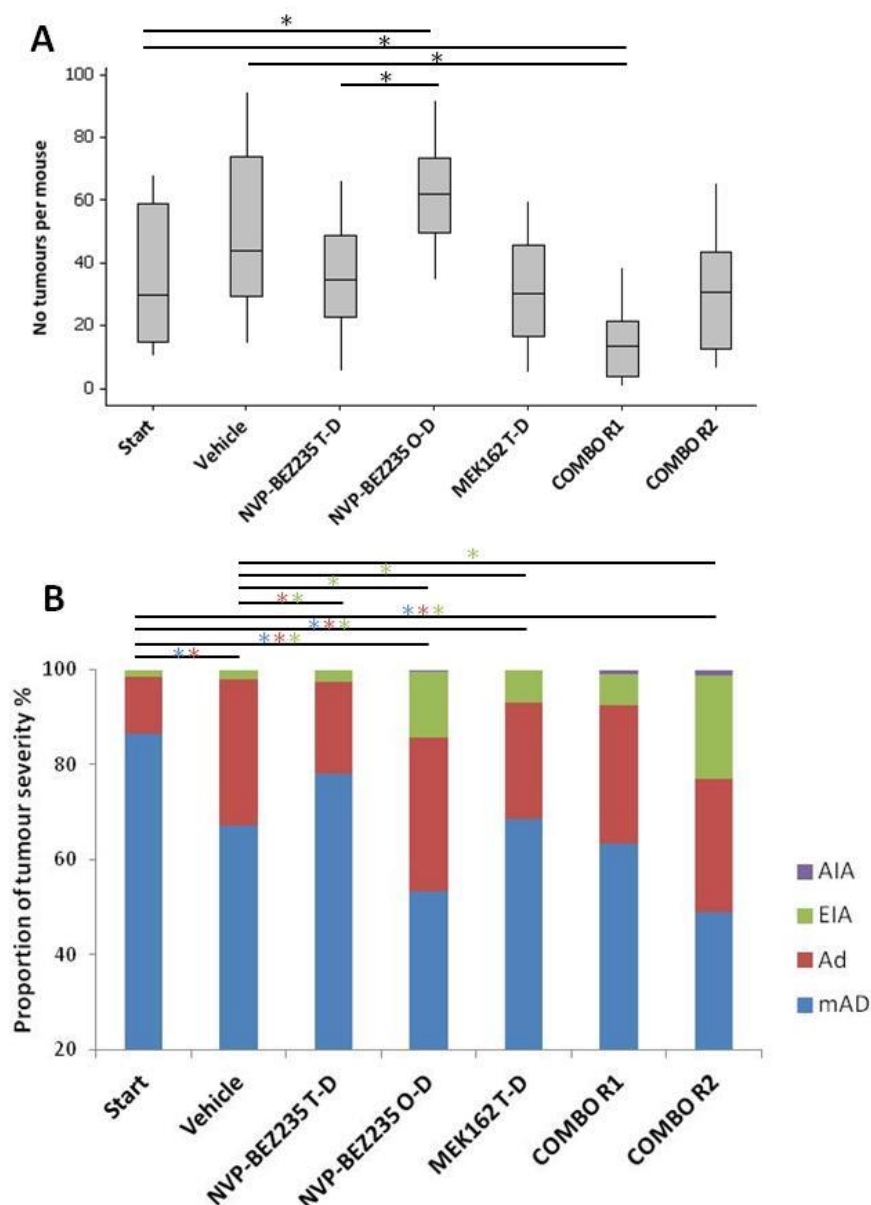 A
*
*
*
*
No tumours per mouse
100
80
60
40
20
0
Start
Vehicle
NVP-BEZ235 T-D
NVP-BEZ235 O-D
MEK162 T-D
COMBO R1
COMBO R2
B
*
*
*
**
***
***
***
**
Proportion of tumour severity %
100
80
60
40
20
AIA
EIA
Ad
mAD
Start
Vehicle
NVP-BEZ235 T-D
NVP-BEZ235 O-D
MEK162 T-D
COMBO R1
COMBO R2